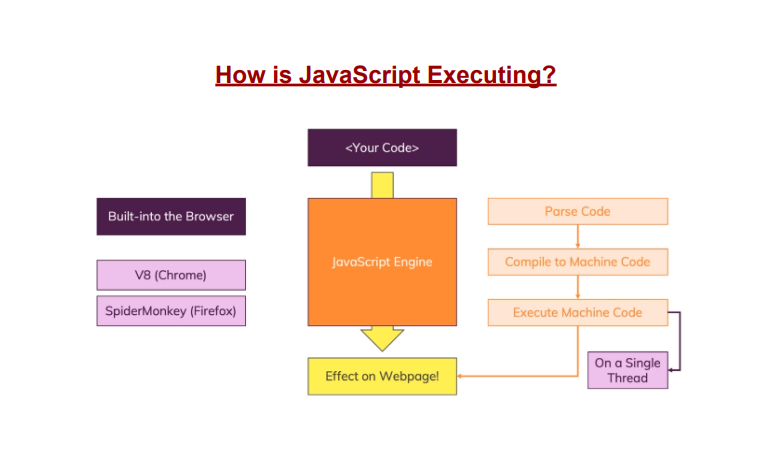 How is JavaScript Executing?
<Your Code>
Built-into the Browser
V8 (Chrome)
SpiderMonkey (Firefox)
JavaScript Engine
Effect on Webpage!
Parse Code
Compile to Machine Code
Execute Machine Code
On a Single
Thread